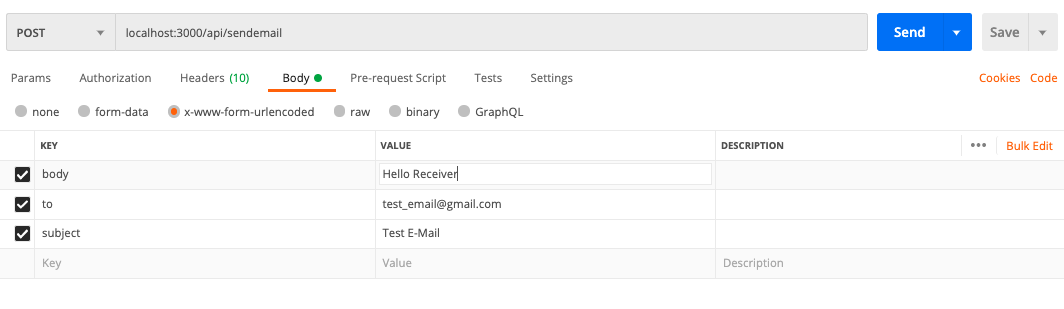 POST localhost:3000/api/sendemail Send Save
Params Authorization Headers (10) Body Pre-request Script Tests Settings Cookies Code
none form-data x-www-form-urlencoded raw binary GraphQL
KEY VALUE DESCRIPTION ••• Bulk Edit
body Hello Receiver
to test_email@gmail.com
subject Test E-Mail
Key Value Description